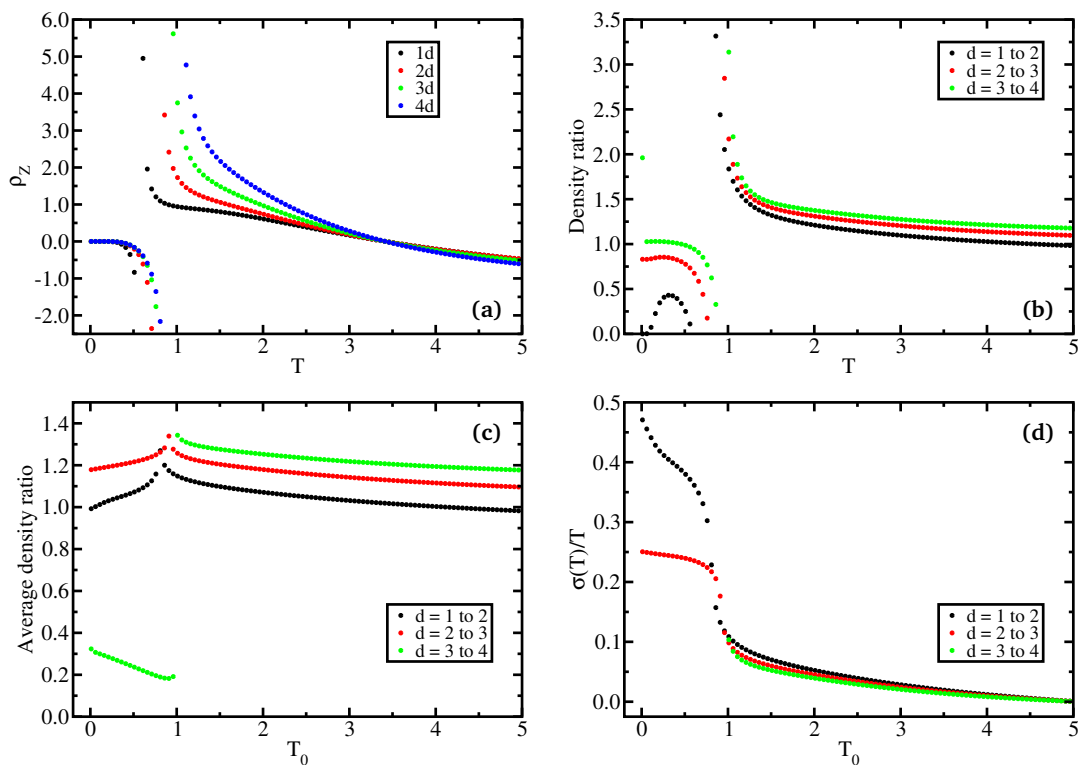 6.0
5.0
4.0
3.0
2.0
1.0
0.0
-1.0
-2.0
ρZ
1d
2d
3d
4d
(a)
0 1 2 3 4 5
T
3.5
3.0
2.5
2.0
1.5
1.0
0.5
0.0
Density ratio
d = 1 to 2
d = 2 to 3
d = 3 to 4
(b)
0 1 2 3 4 5
T
1.4
1.2
1.0
0.8
0.6
0.4
0.2
0.0
Average density ratio
(c)
d = 1 to 2
d = 2 to 3
d = 3 to 4
0 1 2 3 4 5
T0
0.5
0.4
0.3
0.2
0.1
0.0
σ(T)/T
(d)
d = 1 to 2
d = 2 to 3
d = 3 to 4
0 1 2 3 4 5
T0